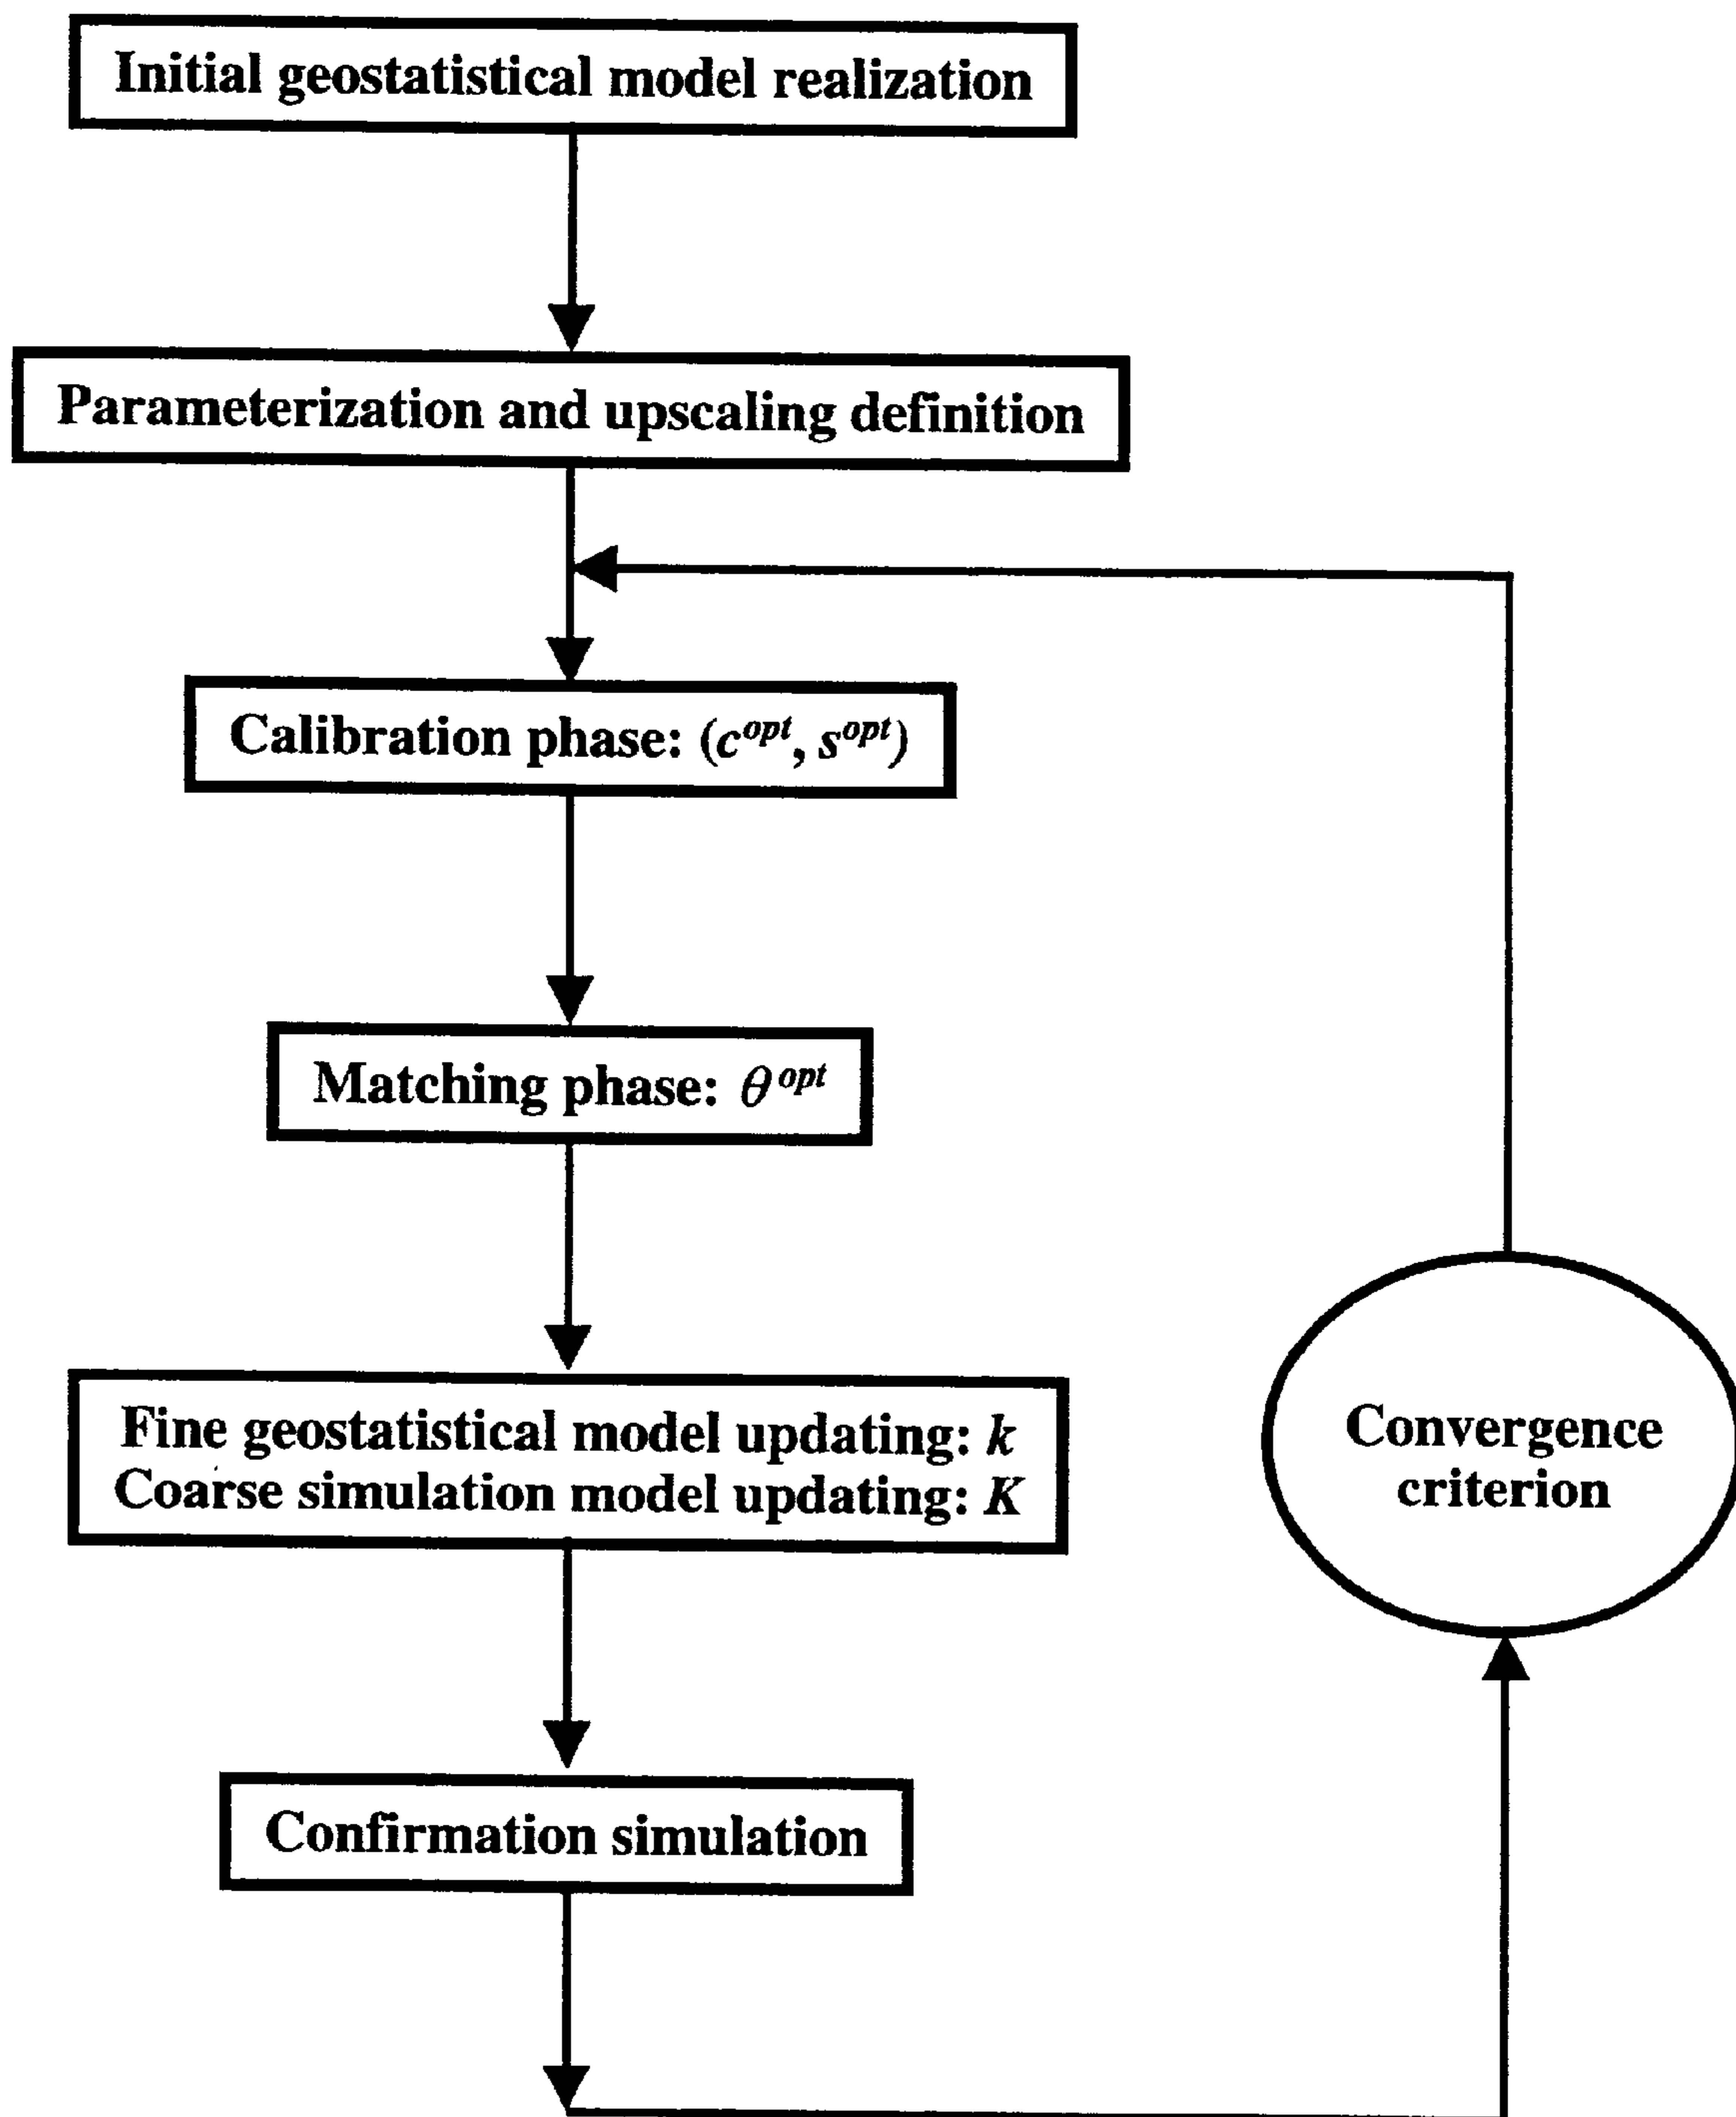 Initial geostatistical model realization
Parameterization and upscaling definition
Calibration phase: (c^opt, s^opt)
Matching phase: θ^opt
Fine geostatistical model updating: k
Coarse simulation model updating: K
Convergence
criterion
Confirmation simulation